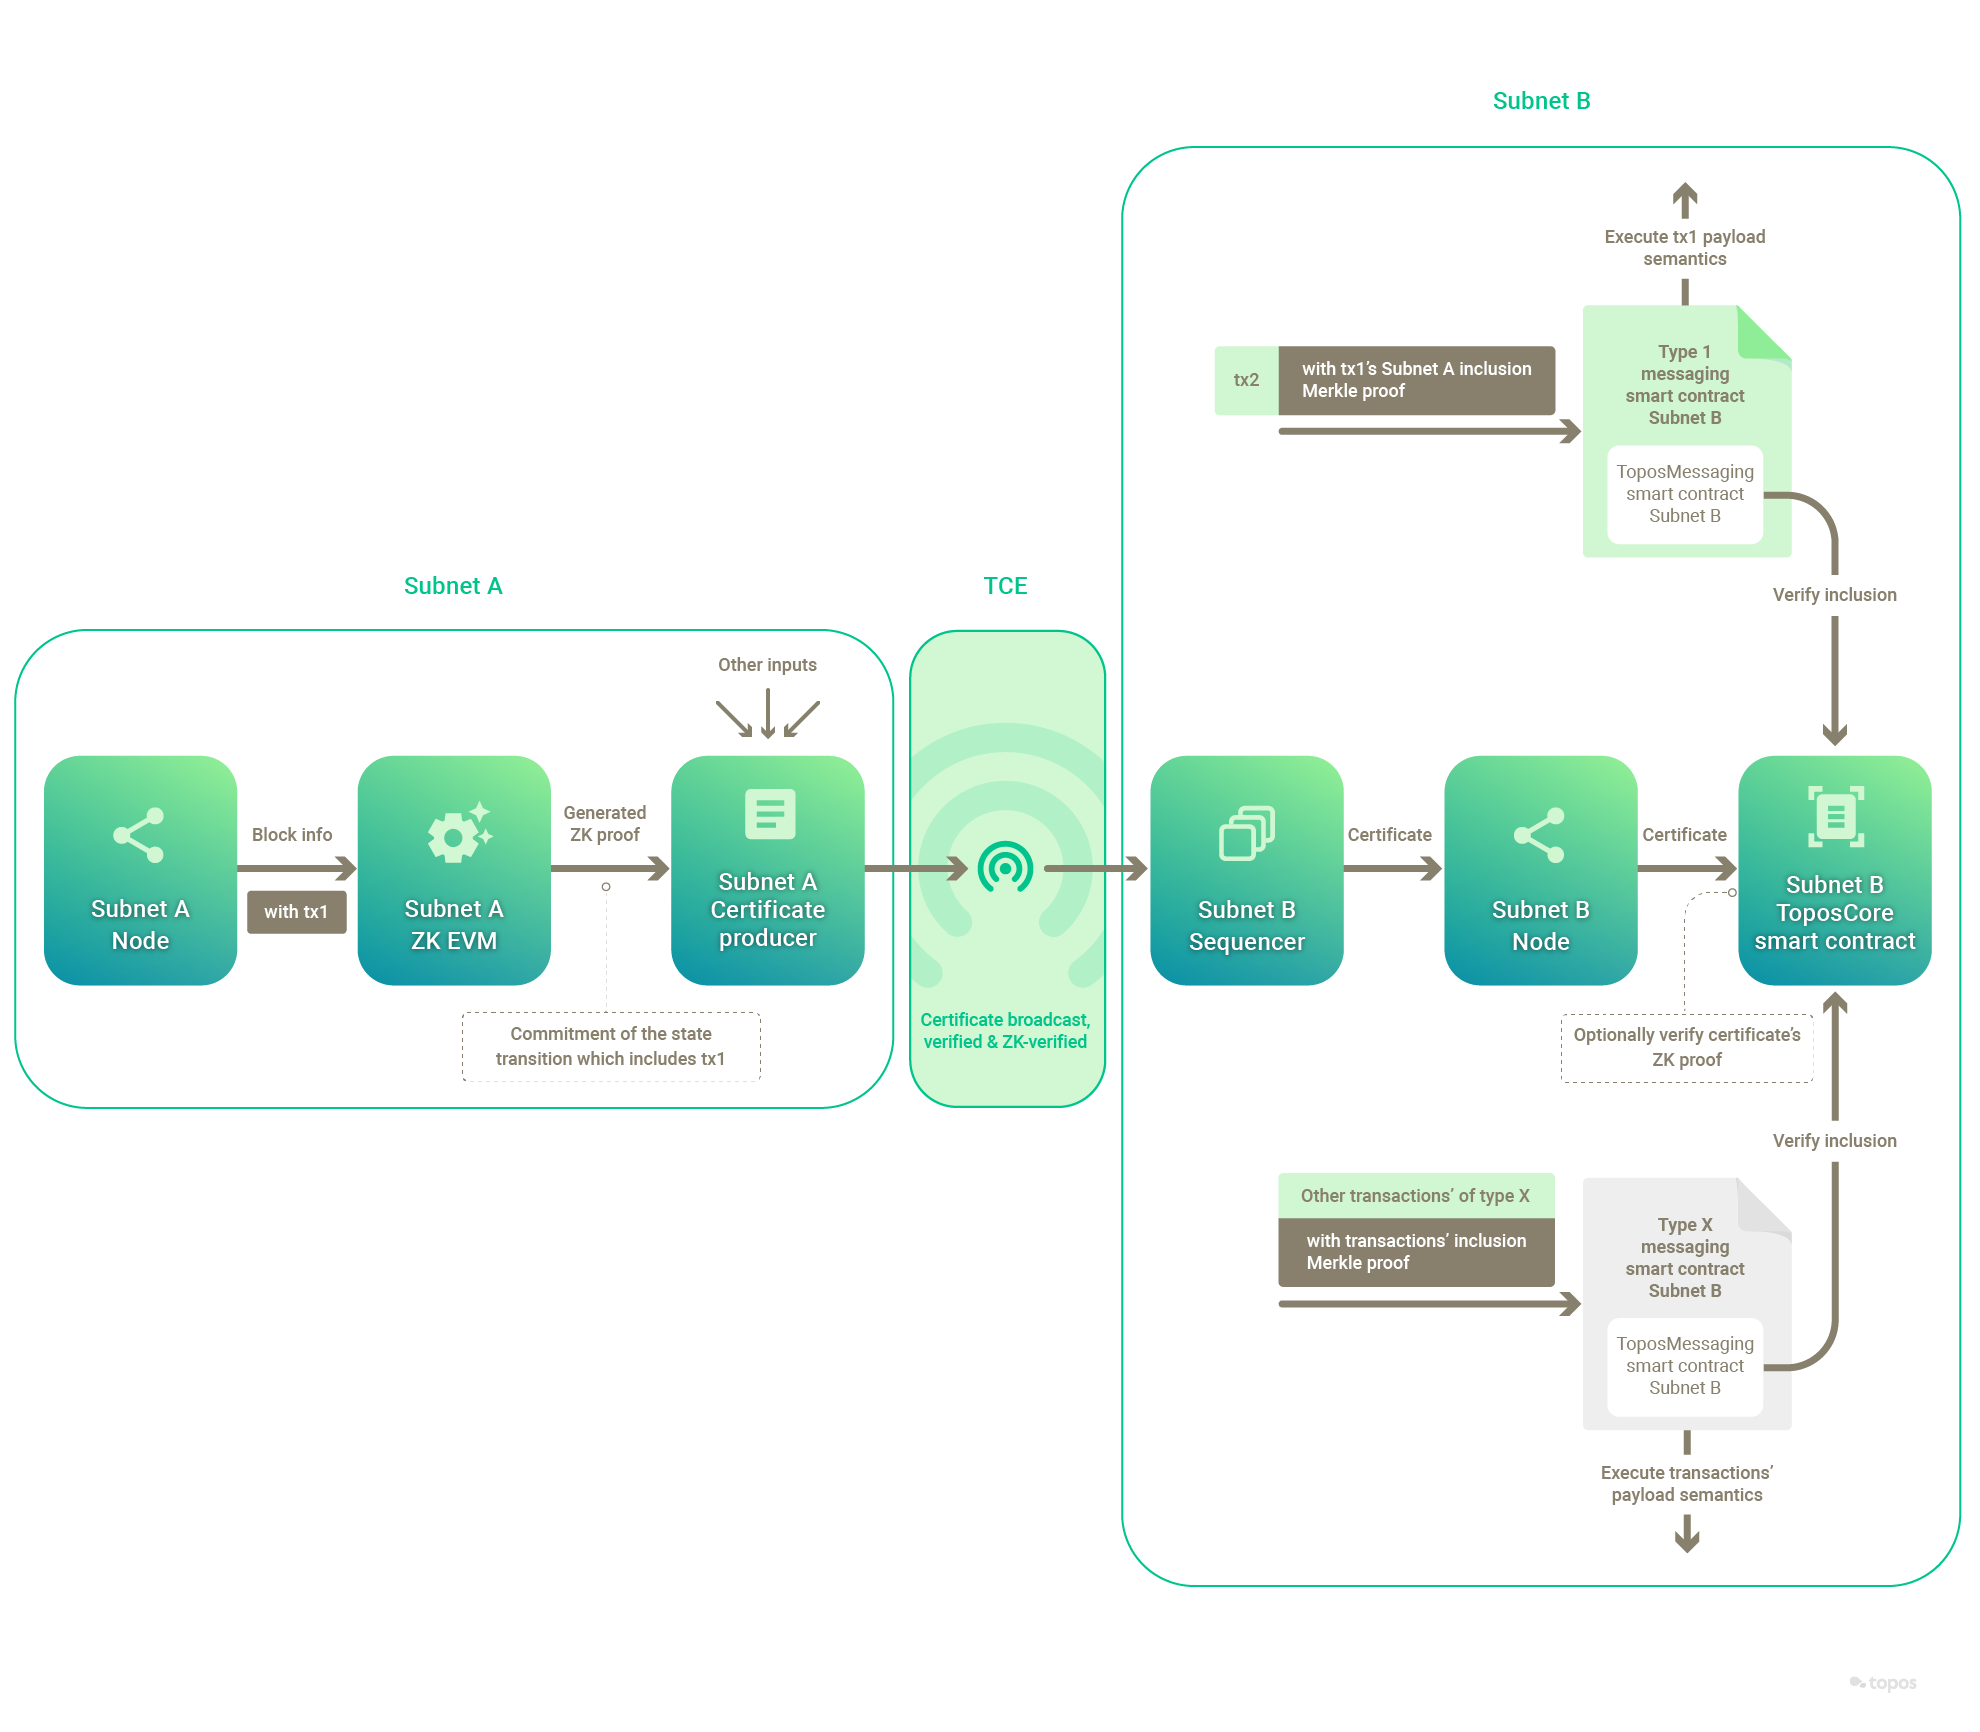 Subnet B
Execute tx1 payload
semantics
tx2
with tx1’s Subnet A inclusion
Merkle proof
Type 1
messaging
smart contract
Subnet B
ToposMessaging
smart contract
Subnet B
Verify inclusion
Subnet A
Other inputs
Subnet A
Node
Block info
with tx1
Subnet A
ZK EVM
Generated
ZK proof
Commitment of the state
transition which includes tx1
Subnet A
Certificate
producer
TCE
Certificate broadcast,
verified & ZK-verified
Subnet B
Sequencer
Certificate
Subnet B
Node
Certificate
Subnet B
ToposCore
smart contract
Optionally verify certificate’s
ZK proof
Verify inclusion
Other transactions’ of type X
with transactions’ inclusion
Merkle proof
Type X
messaging
smart contract
Subnet B
ToposMessaging
smart contract
Subnet B
Execute transactions’
payload semantics
topos